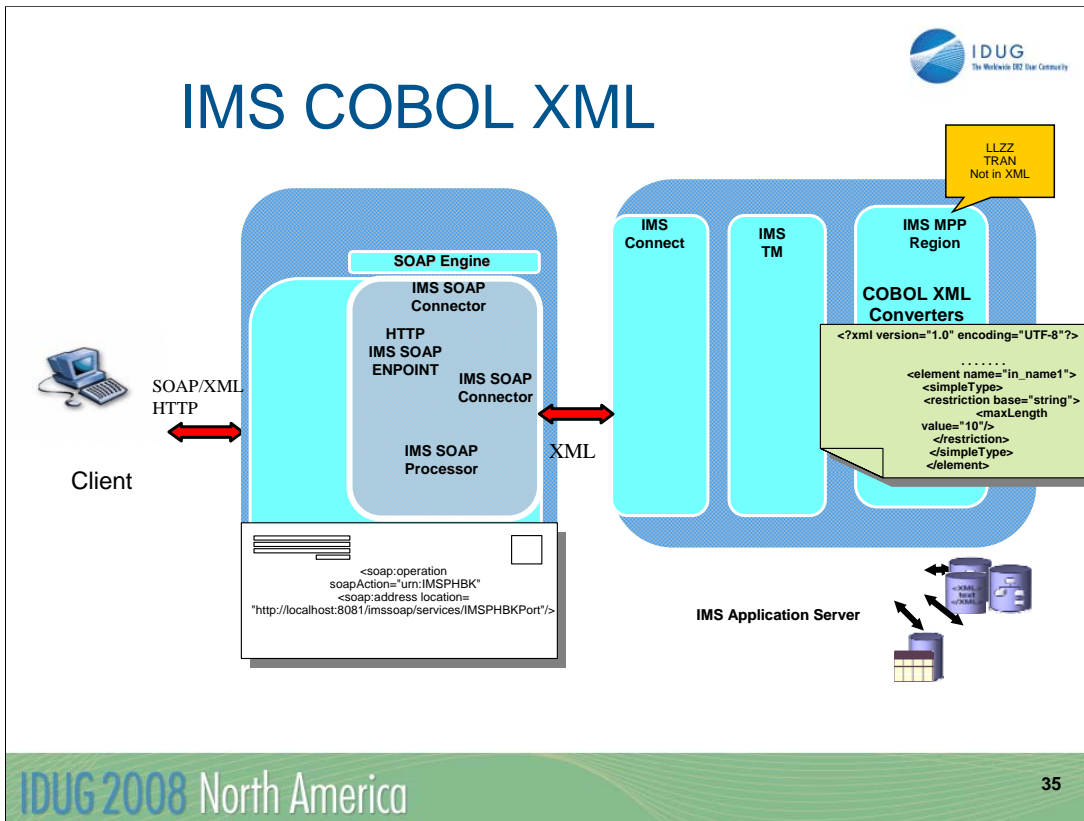 IDUG
The Worldwide DB2 User Community
IMS COBOL XML
LLZZ
TRAN
Not in XML
SOAP Engine
IMS SOAP
Connector
HTTP
IMS SOAP
ENPOINT
IMS SOAP
Connector
IMS SOAP
Processor
IMS
Connect
IMS
TM
IMS MPP
Region
COBOL XML
Converters
<?xml version="1.0" encoding="UTF-8"?>
. . . . . . .
<element name="in_name1">
<simpleType>
<restriction base="string">
<maxLength
value="10"/>
</restriction>
</simpleType>
</element>
SOAP/XML
HTTP
XML
Client
<soap:operation
soapAction="urn:IMSPHBK"
<soap:address location=
"http://localhost:8081/imssoap/services/IMSPHBKPort"/>
IMS Application Server
<XML>
text
</XML>
IDUG 2008 North America
35